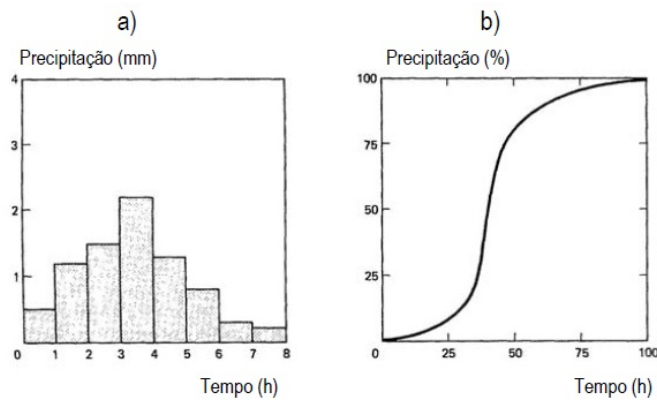 a)
Precipitação (mm)
4
3
2
1
0 1 2 3 4 5 6 7 8
Tempo (h)
b)
Precipitação (%)
100
75
50
25
0 25 50 75 100
Tempo (h)